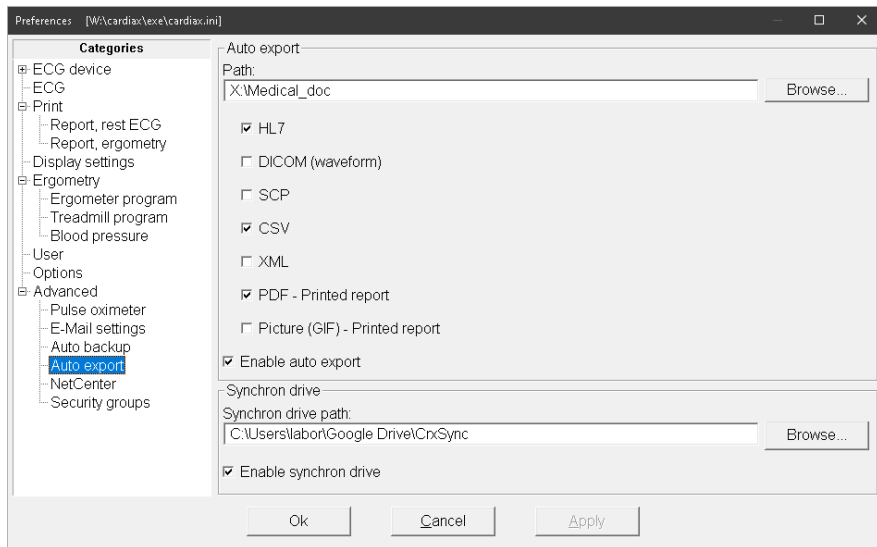 Preferences [W:\cardiax\exe\cardiax.ini]
Categories
ECG device
ECG
Print
Report, rest ECG
Report, ergometry
Display settings
Ergometry
Ergometer program
Treadmill program
Blood pressure
User
Options
Advanced
Pulse oximeter
E-Mail settings
Auto backup
Auto export
NetCenter
Security groups
Auto export
Path:
X:\Medical_doc
Browse...
HL7
DICOM (waveform)
SCP
CSV
XML
PDF - Printed report
Picture (GIF) - Printed report
Enable auto export
Synchron drive
Synchron drive path:
C:\Users\labor\Google Drive\CrxSync
Browse...
Enable synchron drive
Ok
Cancel
Apply